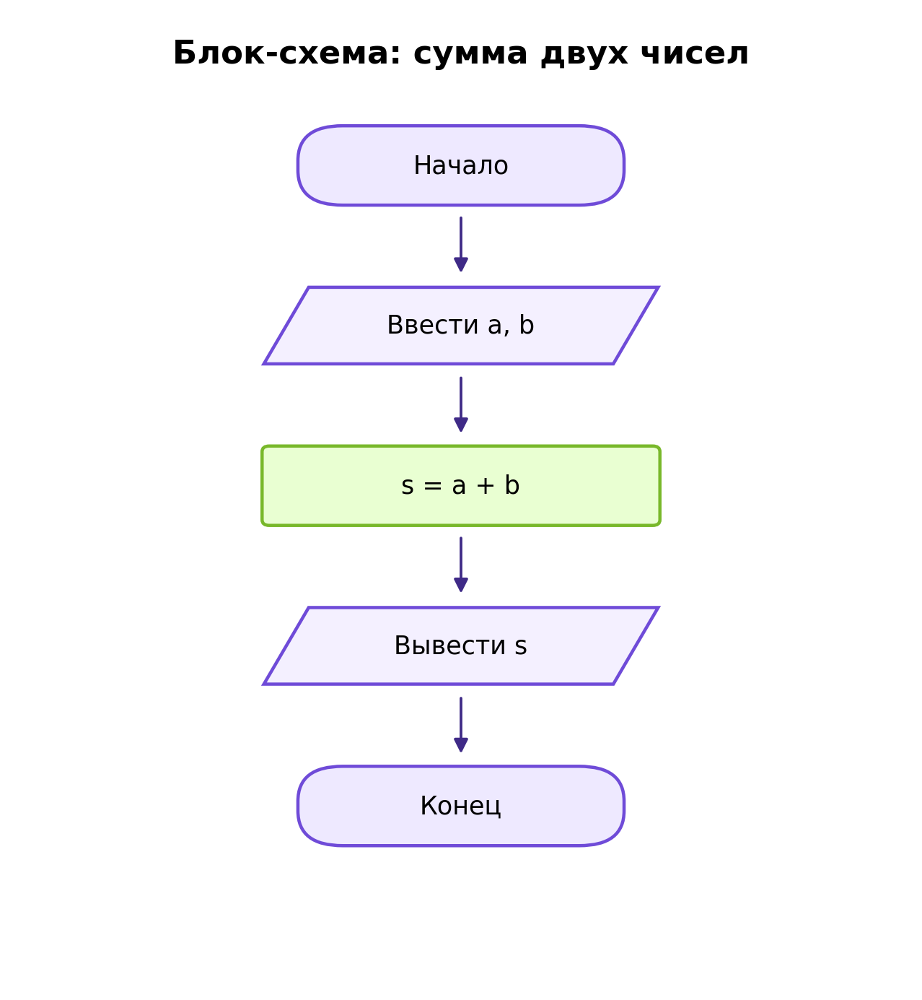 Блок-схема: сумма двух чисел
Начало
Ввести a, b
s = a + b
Вывести s
Конец